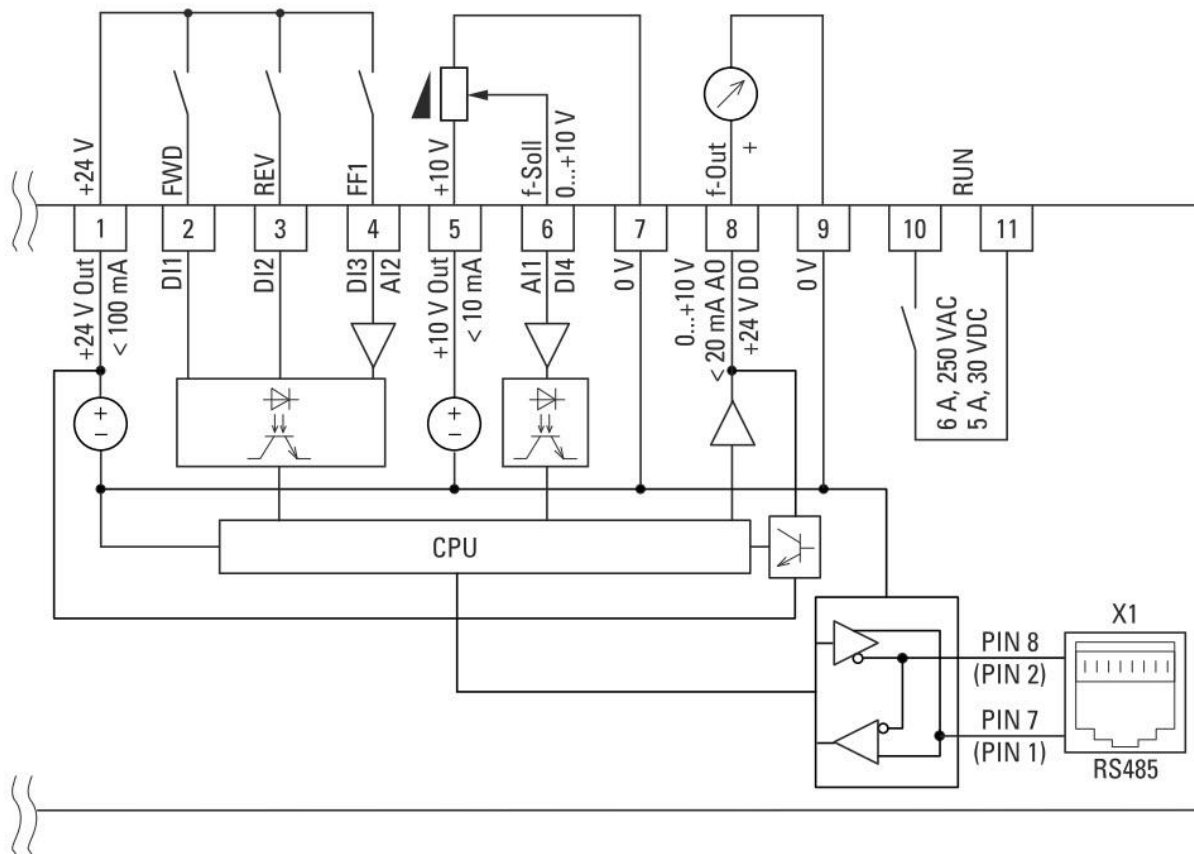 +24 V
FWD
REV
FF1
+10 V
f-Soll
0...+10 V
f-Out
+
RUN
1
2
3
4
5
6
7
8
9
10
11
+24 V Out
< 100 mA
DI1
DI2
DI3
AI2
+10 V Out
< 10 mA
AI1
DI4
0 V
0...+10 V
< 20 mA AO
+24 V DO
0 V
6 A, 250 VAC
5 A, 30 VDC
+
−
+
−
CPU
X1
PIN 8
(PIN 2)
PIN 7
(PIN 1)
RS485